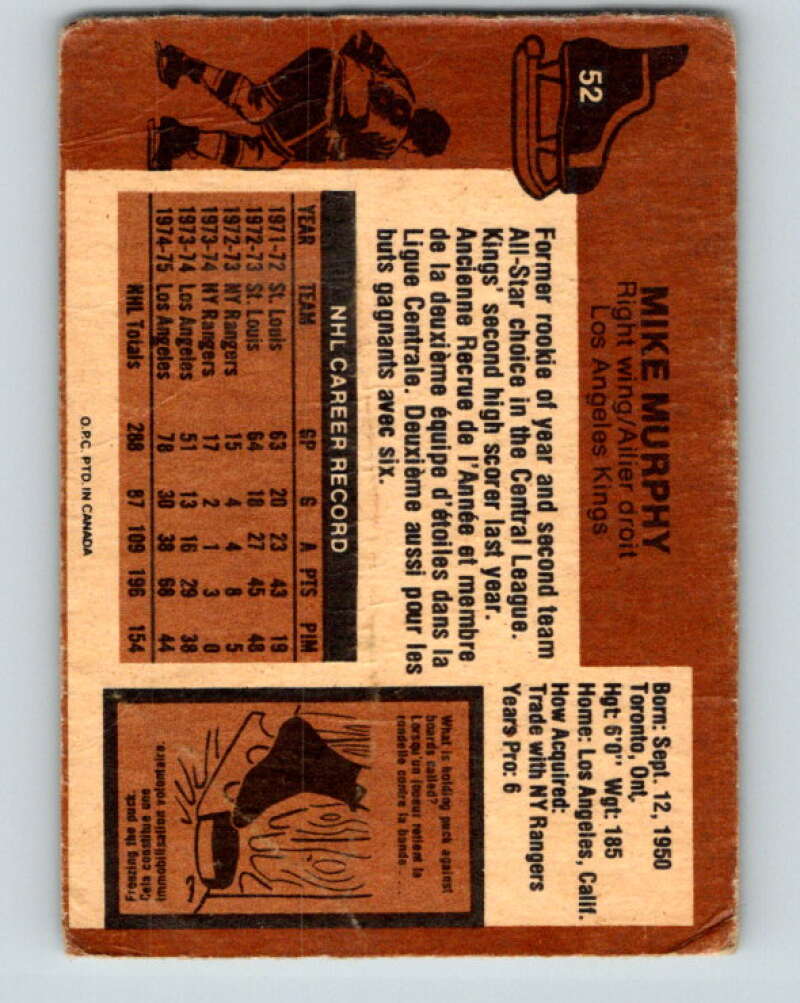 52
MIKE MURPHY
Right wing/Ailier droit
Los Angeles Kings
Born: Sept. 12, 1950
Toronto, Ont.
Hgt: 6'0" Wgt: 185
Home: Los Angeles, Calif.
How Acquired:
Trade with NY Rangers
Years Pro: 6
Former rookie of year and second team
All-Star choice in the Central League.
Kings' second high scorer last year.
Ancienne Recrue de l'Année et membre
de la deuxième équipe d'étoiles dans la
Ligue Centrale. Deuxième aussi pour les
buts gagnants avec six.
NHL CAREER RECORD
YEAR TEAM GP G A PTS PIM
1971-72 St. Louis 63 20 23 43 19
1972-73 St. Louis 64 18 27 45 48
1972-73 NY Rangers 15 4 4 8 5
1973-74 NY Rangers 17 2 1 3 0
1973-74 Los Angeles 51 13 16 29 38
1974-75 Los Angeles 78 30 38 68 44
NHL Totals 288 87 109 196 154
What is holding puck against
boards called?
Lorsqu'un joueur retient la
rondelle contre la bande....
Freezing the puck.
Cela constitue une
immobilisation volontaire.
O.P.C. PTD. IN CANADA